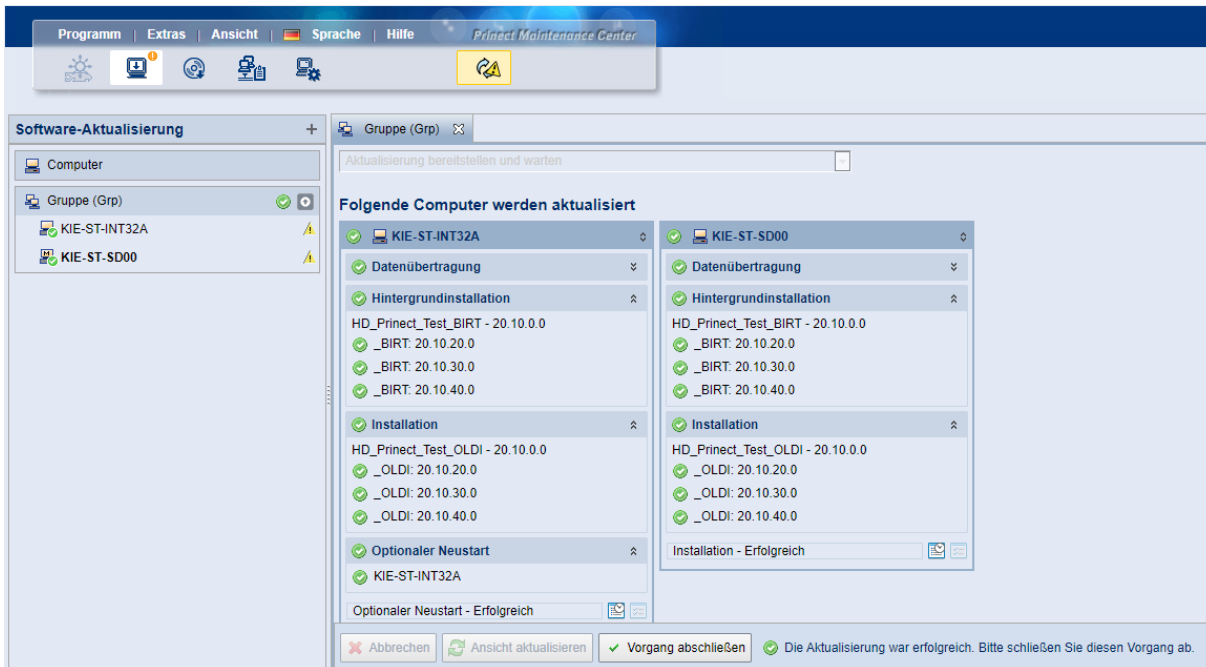 Programm | Extras | Ansicht | Sprache | Hilfe Prinect Maintenance Center
Software-Aktualisierung
Computer
Gruppe (Grp)
KIE-ST-INT32A
KIE-ST-SD00
Gruppe (Grp)
Aktualisierung bereitstellen und warten
Folgende Computer werden aktualisiert
KIE-ST-INT32A
Datenübertragung
Hintergrundinstallation
HD_Prinect_Test_BIRT - 20.10.0.0
_BIRT: 20.10.20.0
_BIRT: 20.10.30.0
_BIRT: 20.10.40.0
Installation
HD_Prinect_Test_OLDI - 20.10.0.0
_OLDI: 20.10.20.0
_OLDI: 20.10.30.0
_OLDI: 20.10.40.0
Optionaler Neustart
KIE-ST-INT32A
Optionaler Neustart - Erfolgreich
KIE-ST-SD00
Datenübertragung
Hintergrundinstallation
HD_Prinect_Test_BIRT - 20.10.0.0
_BIRT: 20.10.20.0
_BIRT: 20.10.30.0
_BIRT: 20.10.40.0
Installation
HD_Prinect_Test_OLDI - 20.10.0.0
_OLDI: 20.10.20.0
_OLDI: 20.10.30.0
_OLDI: 20.10.40.0
Installation - Erfolgreich
Abbrechen
Ansicht aktualisieren
Vorgang abschließen
Die Aktualisierung war erfolgreich. Bitte schließen Sie diesen Vorgang ab.